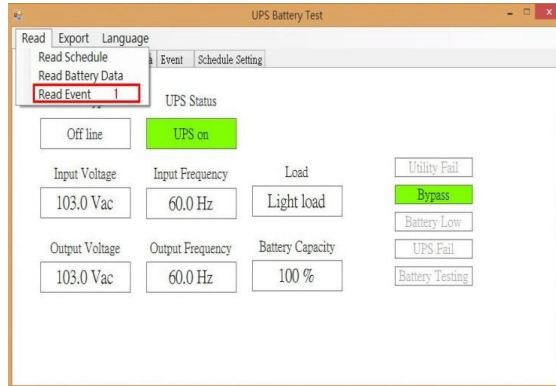 UPS Battery Test
Read Export Language
Read Schedule
Read Battery Data
Read Event 1
Event Schedule Setting
UPS Status
Off line
UPS on
Input Voltage
Input Frequency
Load
103.0 Vac
60.0 Hz
Light load
Output Voltage
Output Frequency
Battery Capacity
103.0 Vac
60.0 Hz
100 %
Utility Fail
Bypass
Battery Low
UPS Fail
Battery Testing